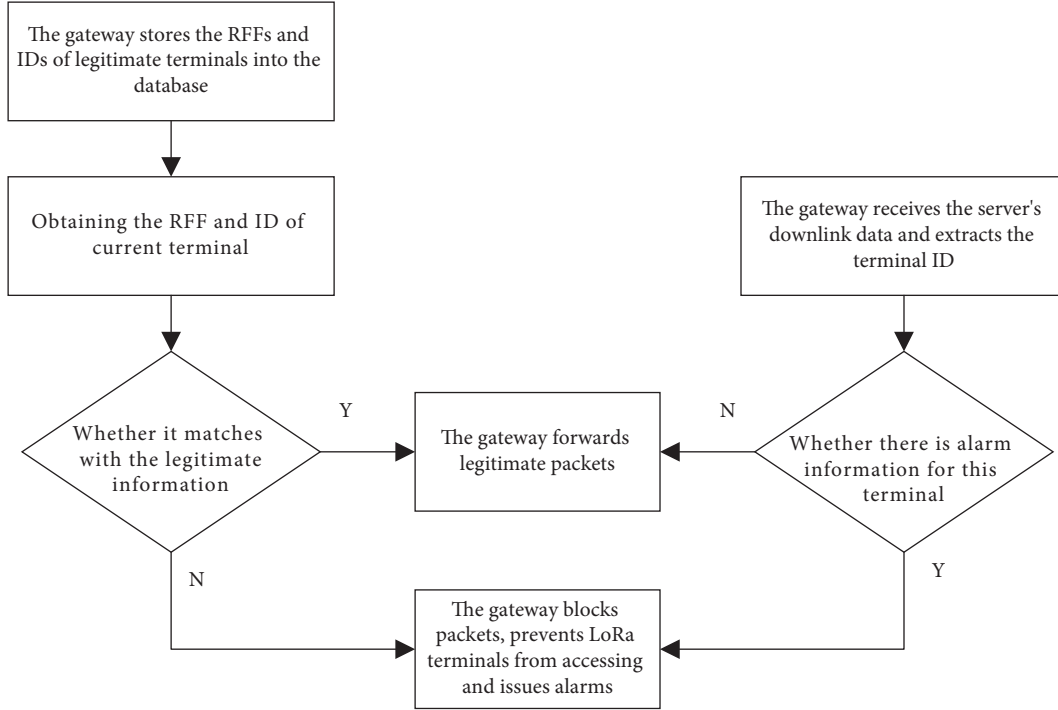 The gateway stores the RFFs and
IDs of legitimate terminals into the
database
Obtaining the RFF and ID of
current terminal
The gateway receives the server's
downlink data and extracts the
terminal ID
Whether it matches
with the legitimate
information
Y
The gateway forwards
legitimate packets
N
Whether there is alarm
information for this
terminal
N
The gateway blocks
packets, prevents LoRa
terminals from accessing
and issues alarms
Y